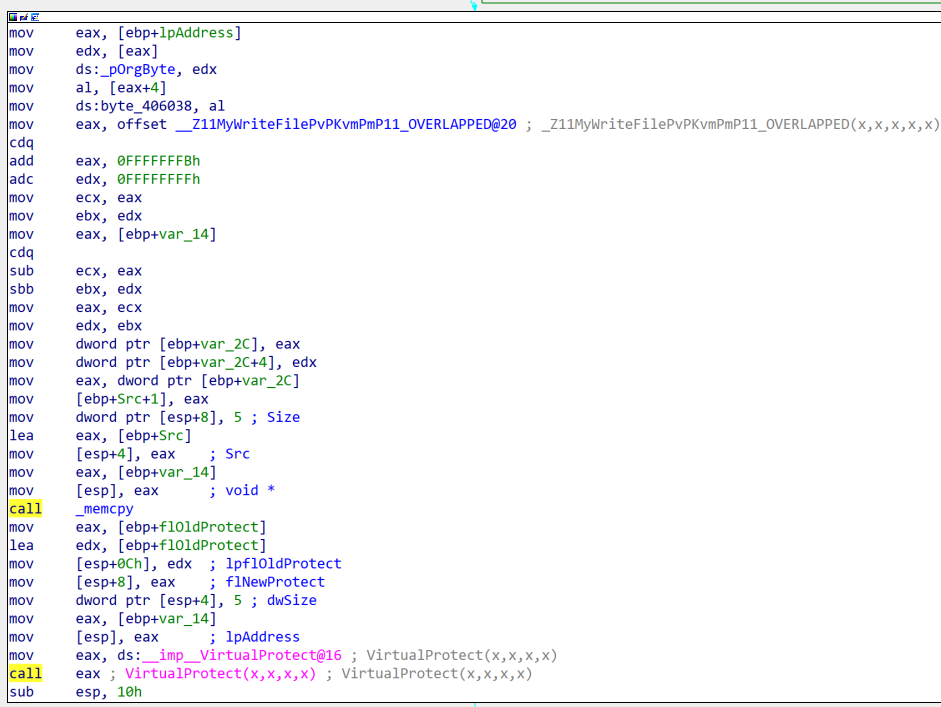 mov eax, [ebp+lpAddress]
mov edx, [eax]
mov ds:_pOrgByte, edx
mov al, [eax+4]
mov ds:byte_406038, al
mov eax, offset __Z11MyWriteFilePvPKvmPmP11_OVERLAPPED@20 ; _Z11MyWriteFilePvPKvmPmP11_OVERLAPPED(x,x,x,x,x)
cdq
add eax, 0FFFFFFFBh
adc edx, 0FFFFFFFFh
mov ecx, eax
mov ebx, edx
mov eax, [ebp+var_14]
cdq
sub ecx, eax
sbb ebx, edx
mov eax, ecx
mov edx, ebx
mov dword ptr [ebp+var_2C], eax
mov dword ptr [ebp+var_2C+4], edx
mov eax, dword ptr [ebp+var_2C]
mov [ebp+Src+1], eax
mov dword ptr [esp+8], 5 ; Size
lea eax, [ebp+Src]
mov [esp+4], eax ; Src
mov eax, [ebp+var_14]
mov [esp], eax ; void *
call _memcpy
mov eax, [ebp+flOldProtect]
lea edx, [ebp+flOldProtect]
mov [esp+0Ch], edx ; lpflOldProtect
mov [esp+8], eax ; flNewProtect
mov dword ptr [esp+4], 5 ; dwSize
mov eax, [ebp+var_14]
mov [esp], eax ; lpAddress
mov eax, ds:__imp__VirtualProtect@16 ; VirtualProtect(x,x,x,x)
call eax ; VirtualProtect(x,x,x,x) ; VirtualProtect(x,x,x,x)
sub esp, 10h